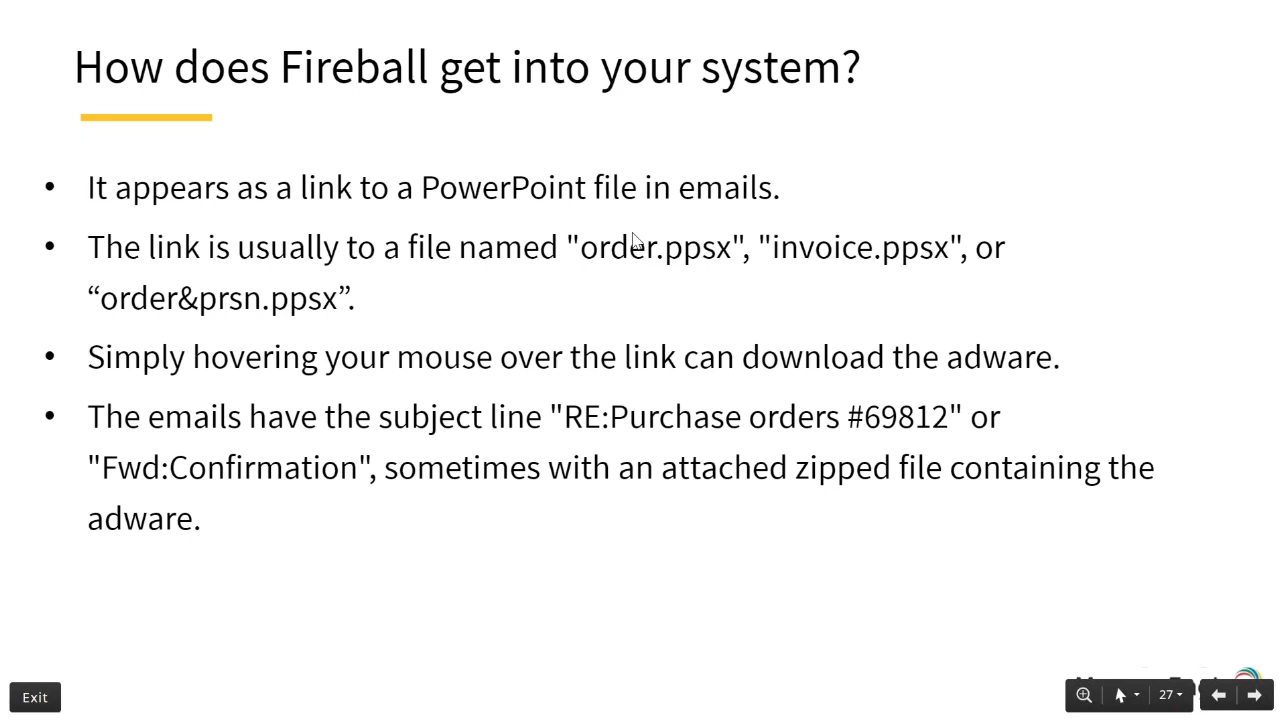 How does Fireball get into your system?
• It appears as a link to a PowerPoint file in emails.
• The link is usually to a file named "order.ppsx", "invoice.ppsx", or
“order&prsn.ppsx”.
• Simply hovering your mouse over the link can download the adware.
• The emails have the subject line "RE:Purchase orders #69812" or
"Fwd:Confirmation", sometimes with an attached zipped file containing the
adware.
Exit
27